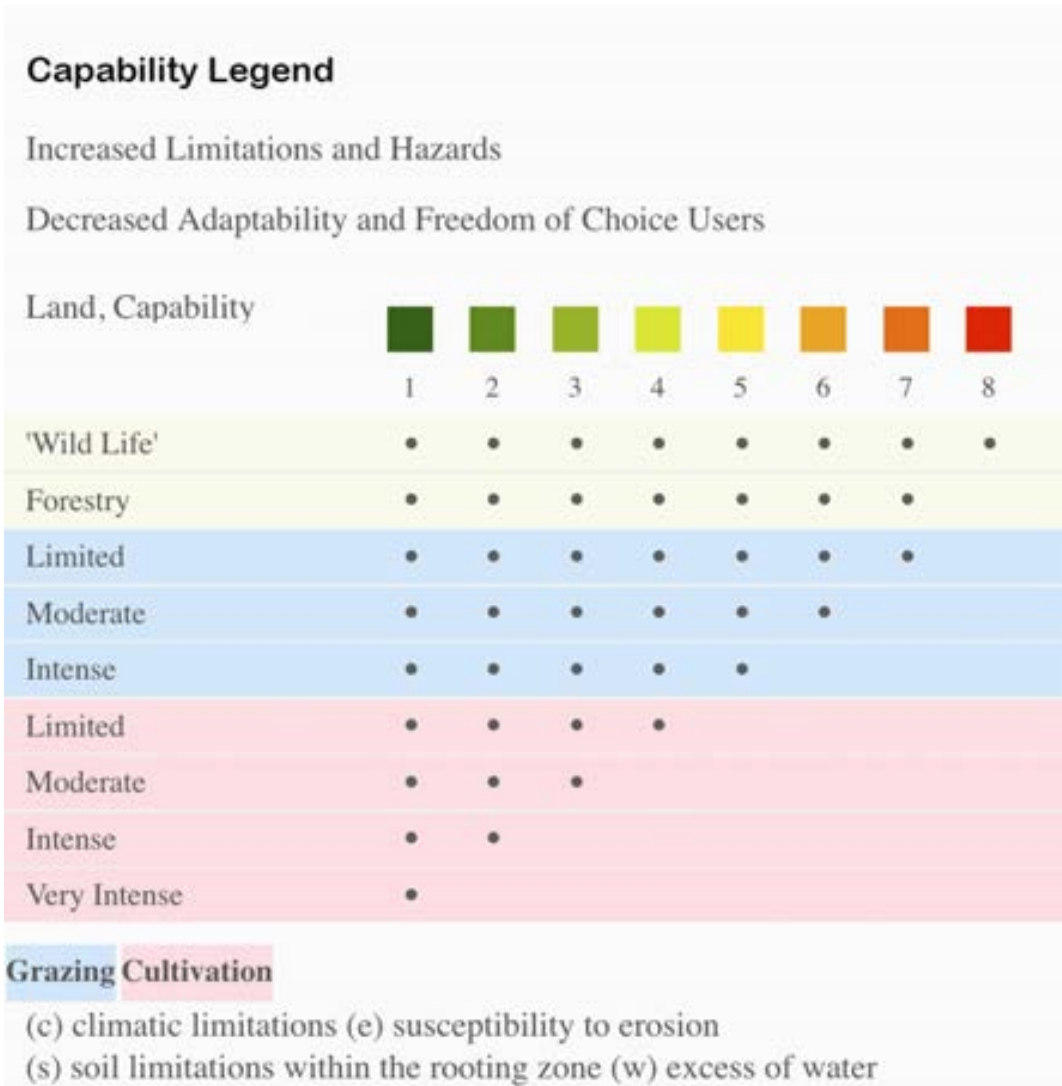 Capability Legend
Increased Limitations and Hazards
Decreased Adaptability and Freedom of Choice Users
Land, Capability
1 2 3 4 5 6 7 8
'Wild Life' • • • • • • • •
Forestry • • • • • • •
Limited • • • • • • •
Moderate • • • • • •
Intense • • • • •
Limited • • • •
Moderate • • •
Intense • •
Very Intense •
Grazing Cultivation
(c) climatic limitations (e) susceptibility to erosion
(s) soil limitations within the rooting zone (w) excess of water